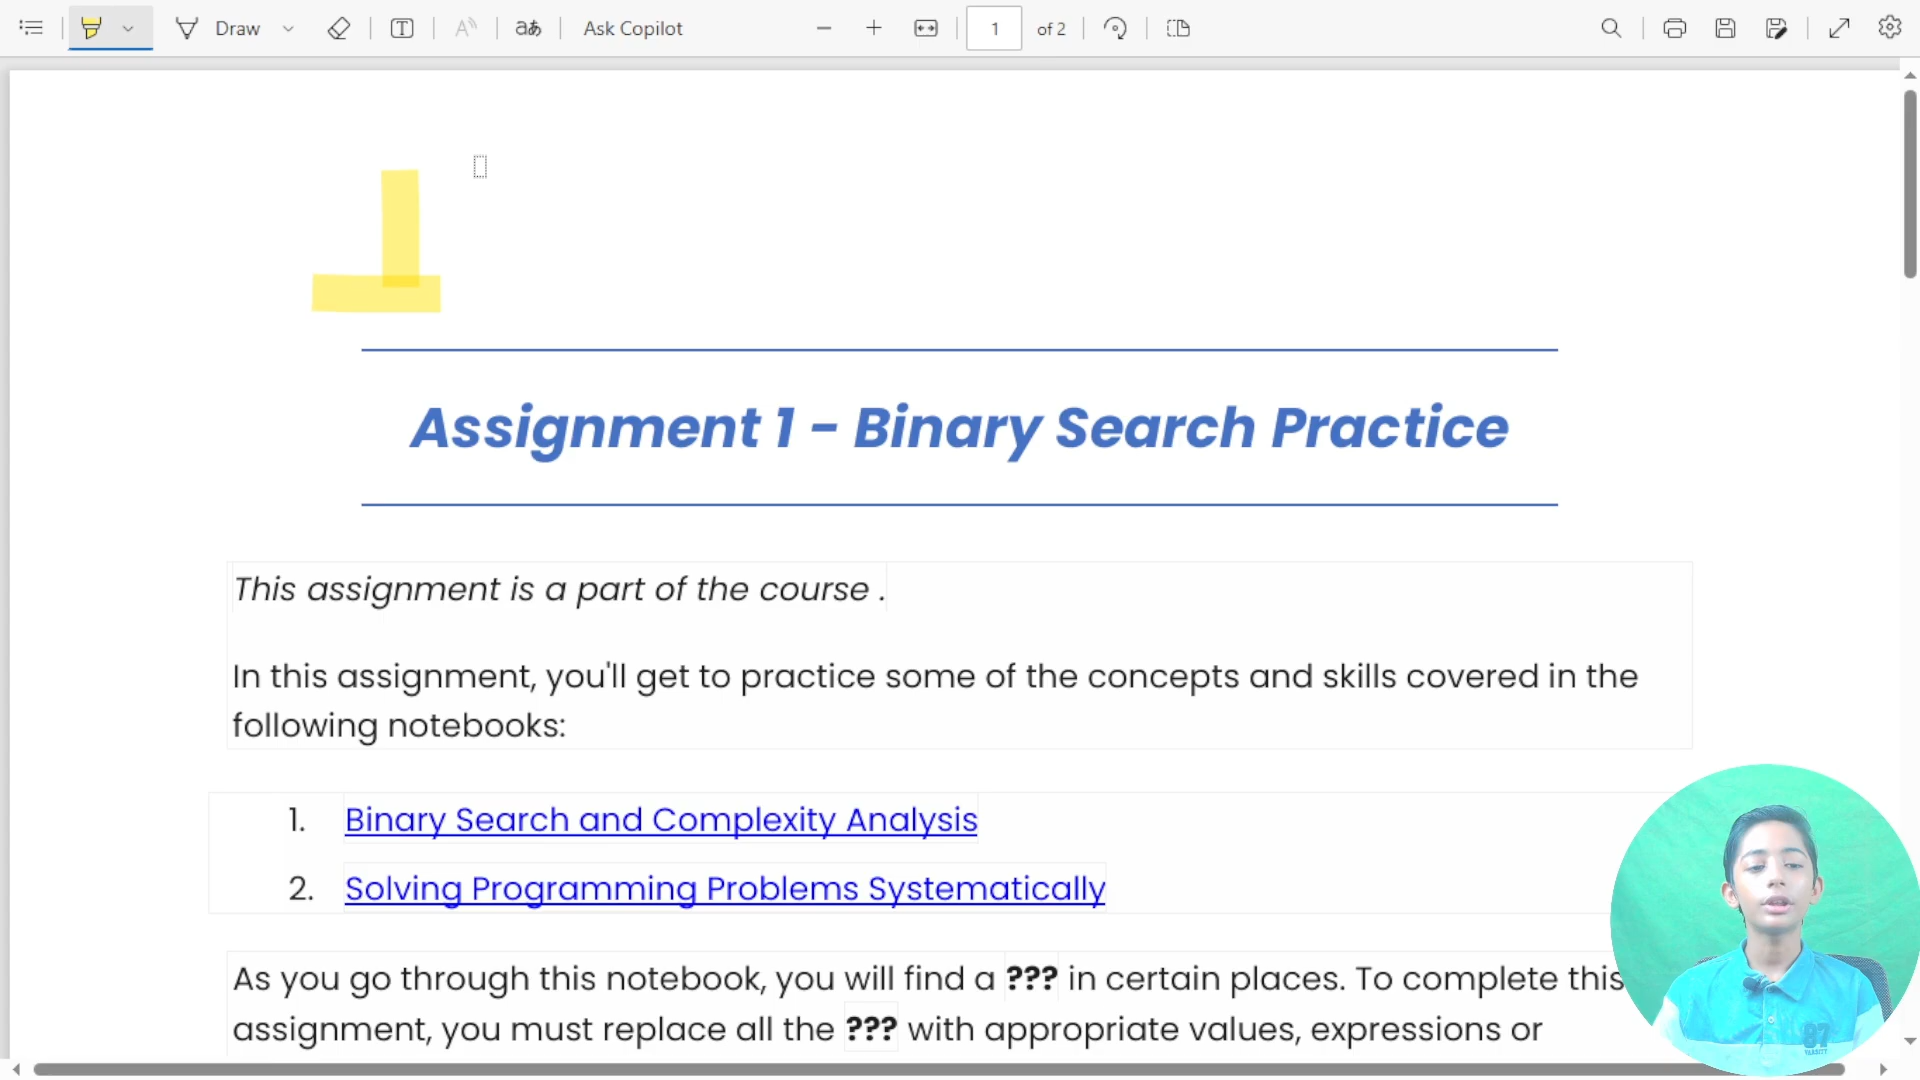 Draw
Ask Copilot
1 of 2
Assignment 1 - Binary Search Practice
This assignment is a part of the course .
In this assignment, you'll get to practice some of the concepts and skills covered in the
following notebooks:
1. Binary Search and Complexity Analysis
2. Solving Programming Problems Systematically
As you go through this notebook, you will find a ??? in certain places. To complete this
assignment, you must replace all the ??? with appropriate values, expressions or
87
VARSITY